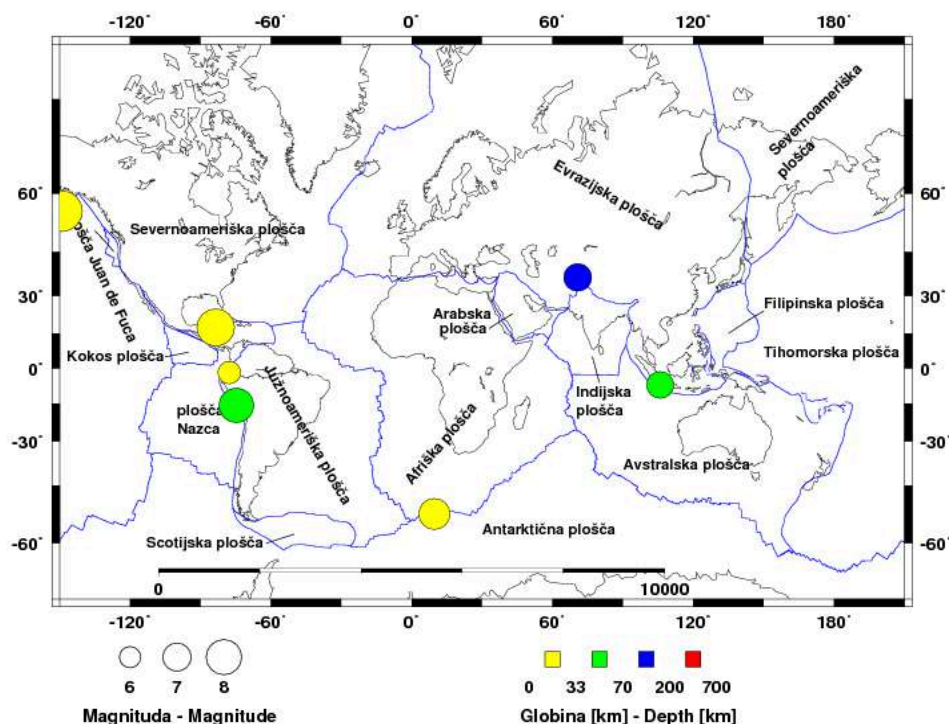 -120° -60° 0° 60° 120° 180°
Severnoameriška
plošča
60° 60°
Evrazijska plošča
Severnoameriška plošča
plošča Juan de Fuca
30° 30°
Filipinska plošča
Arabska
plošča
Kokos plošča
Tihomorska plošča
0° 0°
Južnoameriška plošča
Indijska
plošča
plošča
Nazca
Afriška plošča
-30° -30°
Avstralska plošča
Antarktična plošča
Scotijska plošča
-60° -60°
0 10000
-120° -60° 0° 60° 120° 180°
6 7 8
0 33 70 200 700
Magnituda - Magnitude
Globina [km] - Depth [km]